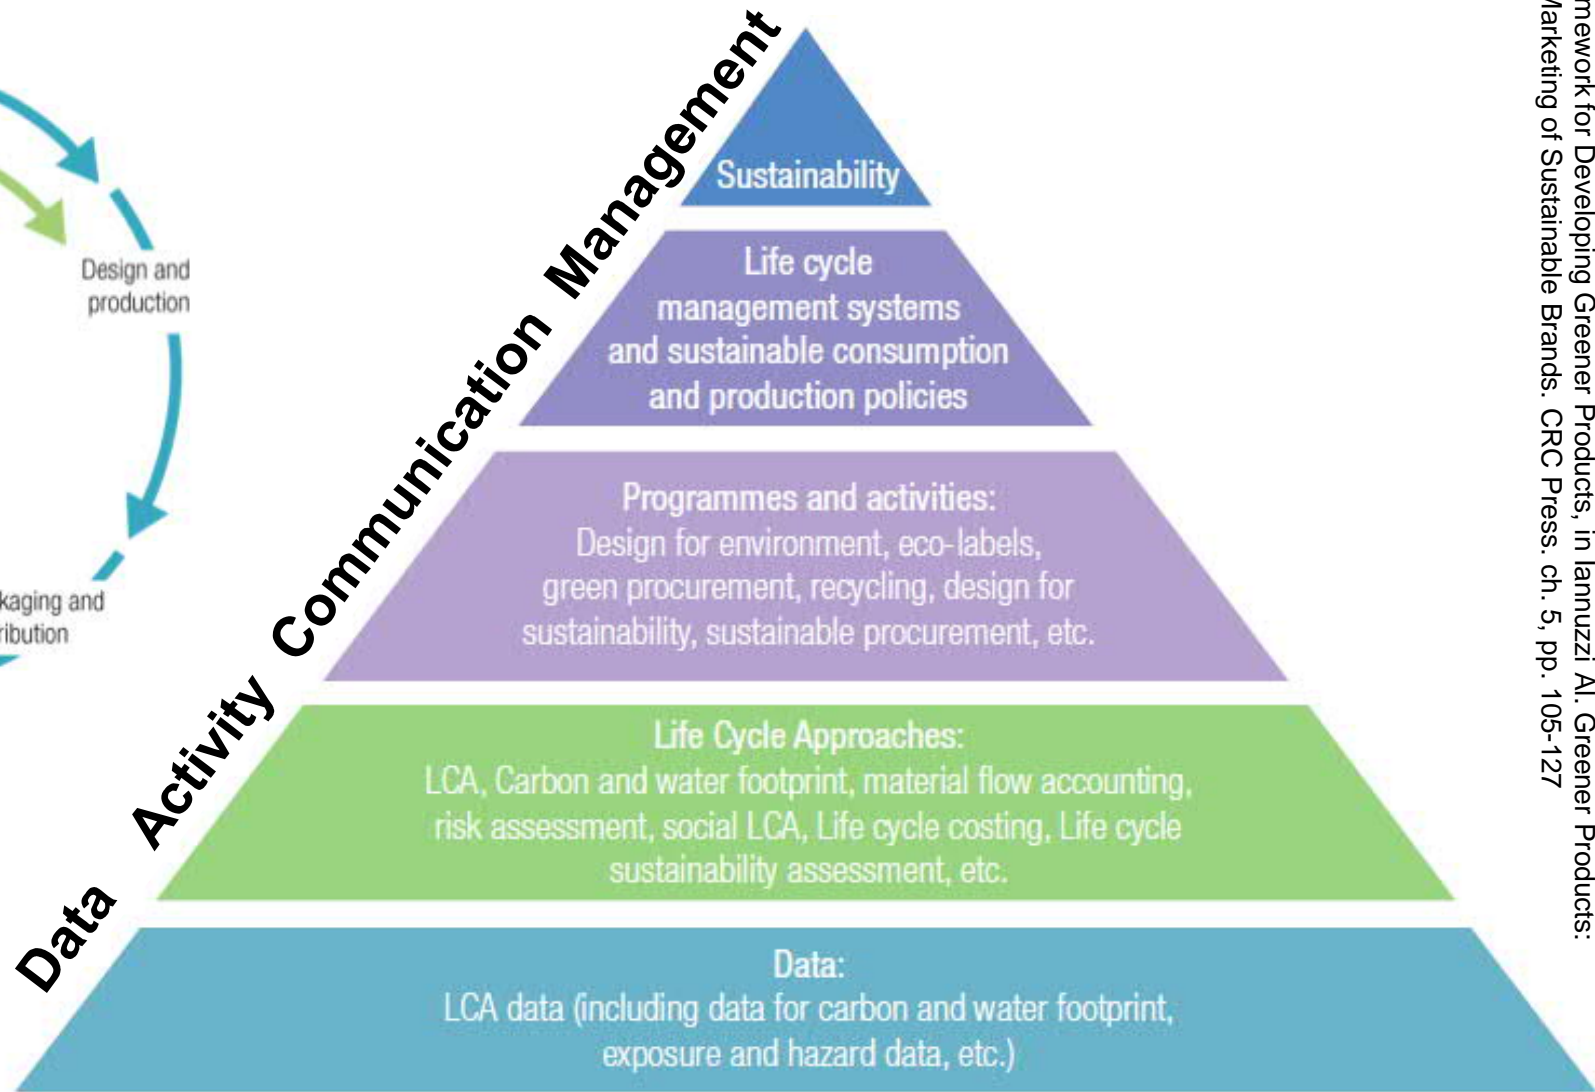 Design and
production
and
Data Activity Communication Management
Sustainability
Life cycle
management systems
and sustainable consumption
and production policies
Programmes and activities:
Design for environment, eco-labels,
green procurement, recycling, design for
sustainability, sustainable procurement, etc.
Life Cycle Approaches:
LCA, Carbon and water footprint, material flow accounting,
risk assessment, social LCA, Life cycle costing, Life cycle
sustainability assessment, etc.
Data:
LCA data (including data for carbon and water footprint,
exposure and hazard data, etc.)
for Developing Greener Products, in Iannuzzi Al. Greener Products:
Marketing of Sustainable Brands. CRC Press. ch. 5, pp. 105-127